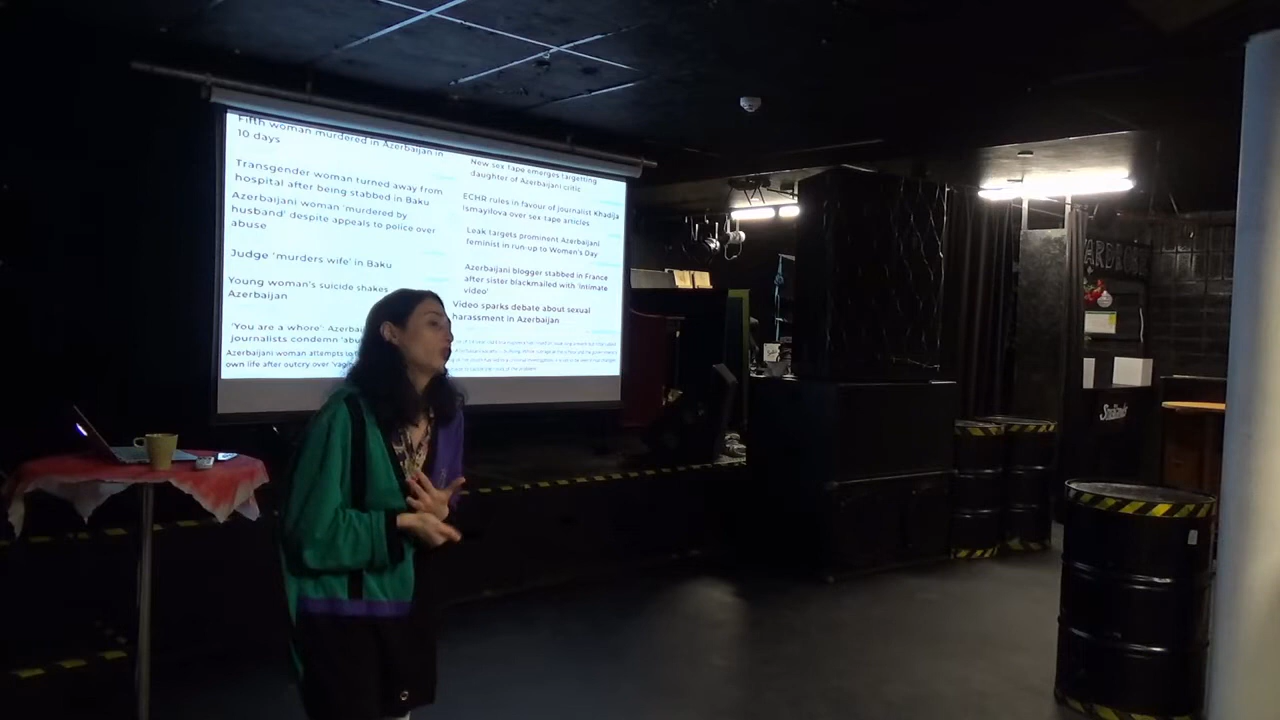 Fifth woman murdered in Azerbaijan in
10 days
Transgender woman turned away from
hospital after being stabbed in Baku
Azerbaijani woman 'murdered by
husband' despite appeals to police over
abuse
Judge 'murders wife' in Baku
Young woman's suicide shakes
Azerbaijan
'You are a whore': Azerbai
journalists condemn 'abu
Azerbaijani woman attempts to
own life after outcry over 'vagin
New sex tape emerges targetting
daughter of Azerbaijani critic
ECHR rules in favour of journalist Khadija
Ismayilova over sex tape articles
Leak targets prominent Azerbaijani
feminist in run-up to Women's Day
Azerbaijani blogger stabbed in France
after sister blackmailed with 'intimate
video'
Video sparks debate about sexual
harassment in Azerbaijan